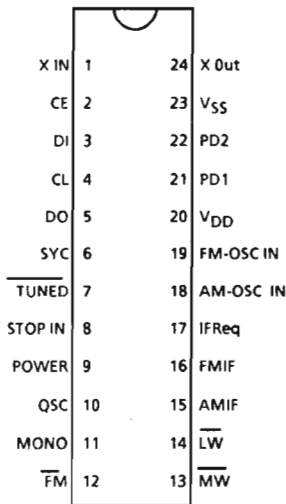 X IN 1 24 X Out
CE 2 23 VSS
DI 3 22 PD2
CL 4 21 PD1
DO 5 20 VDD
SYC 6 19 FM-OSC IN
TUNED 7 18 AM-OSC IN
STOP IN 8 17 IFReq
POWER 9 16 FMIF
QSC 10 15 AMIF
MONO 11 14 LW
FM 12 13 MW